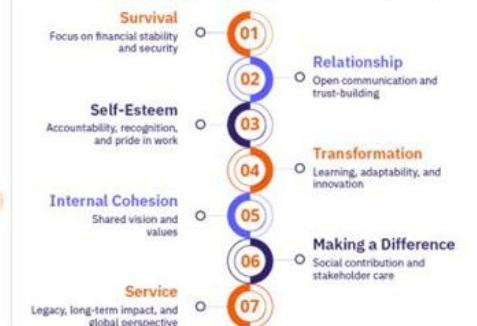 Survival
Focus on financial stability
and security
01
02
Relationship
Open communication and
trust-building
Self-Esteem
Accountability, recognition,
and pride in work
03
04
Transformation
Learning, adaptability, and
innovation
Internal Cohesion
Shared vision and
values
05
06
Making a Difference
Social contribution and
stakeholder care
Service
Legacy, long-term impact, and
global perspective
07